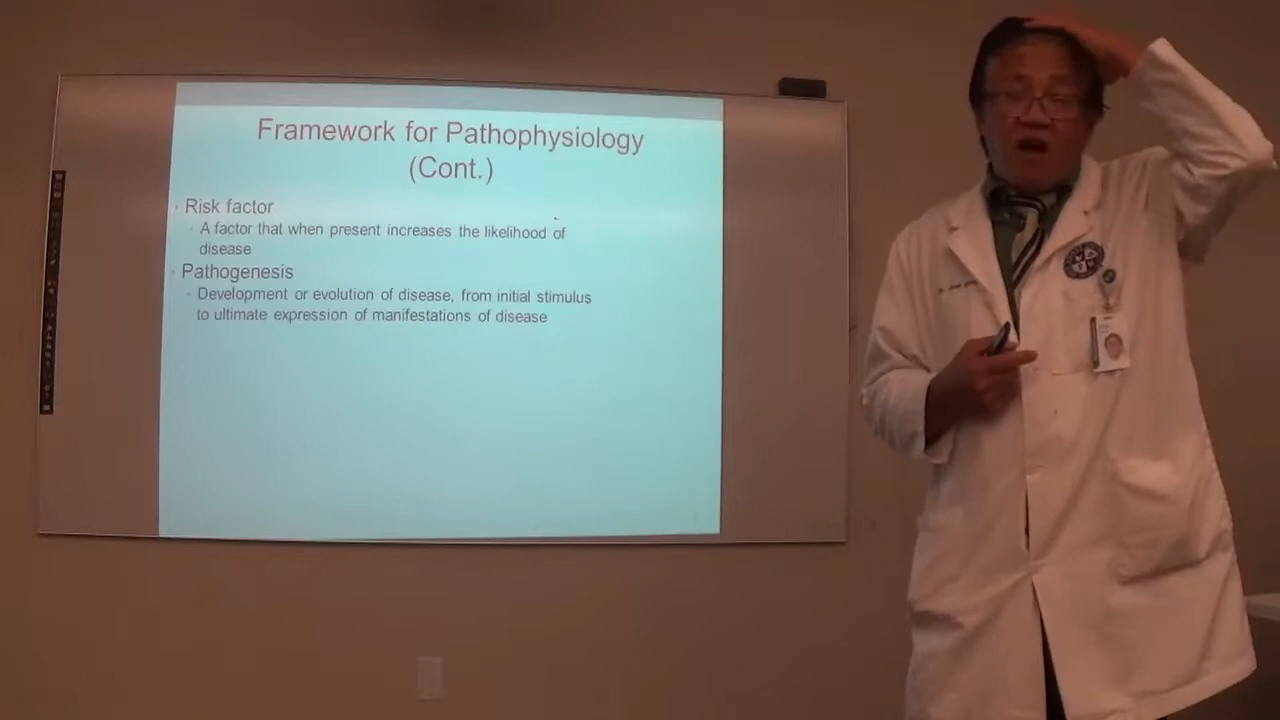 Framework for Pathophysiology
(Cont.)
Risk factor
A factor that when present increases the likelihood of
disease
Pathogenesis
Development or evolution of disease, from initial stimulus
to ultimate expression of manifestations of disease